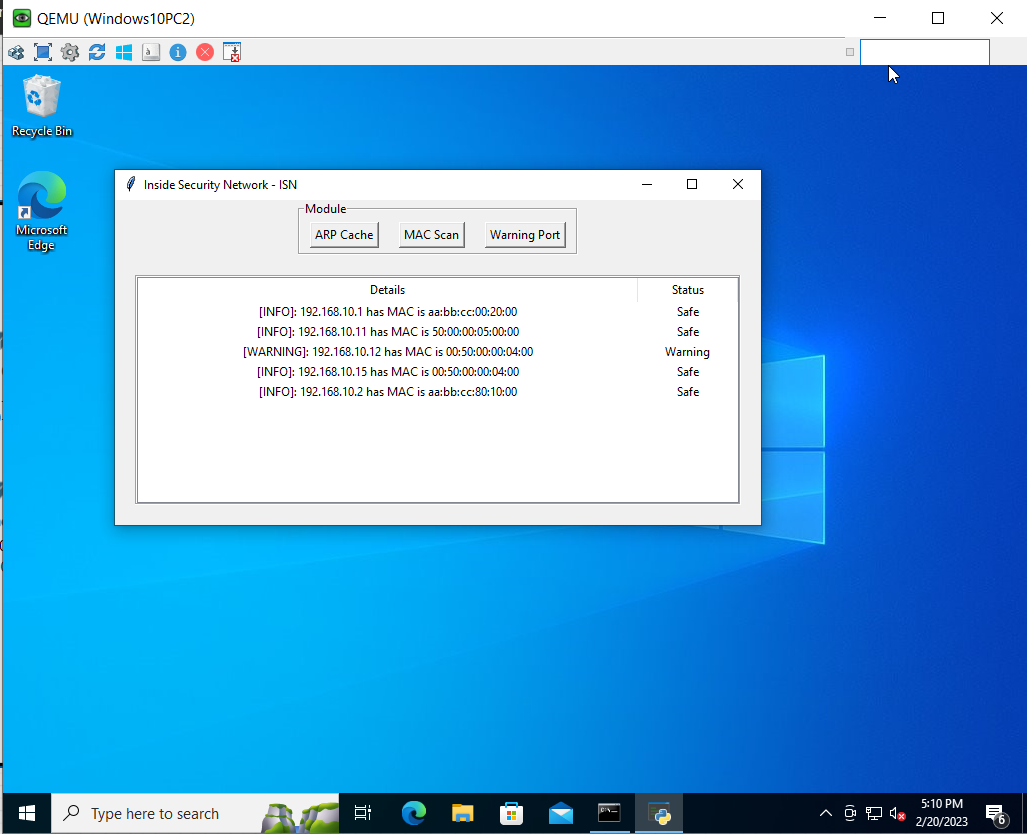 QEMU (Windows10PC2)
Recycle Bin
Microsoft
Edge
Inside Security Network - ISN
Module
ARP Cache MAC Scan Warning Port
Details Status
[INFO]: 192.168.10.1 has MAC is aa:bb:cc:00:20:00 Safe
[INFO]: 192.168.10.11 has MAC is 50:00:00:05:00:00 Safe
[WARNING]: 192.168.10.12 has MAC is 00:50:00:00:04:00 Warning
[INFO]: 192.168.10.15 has MAC is 00:50:00:00:04:00 Safe
[INFO]: 192.168.10.2 has MAC is aa:bb:cc:80:10:00 Safe
Type here to search
5:10 PM
2/20/2023
6